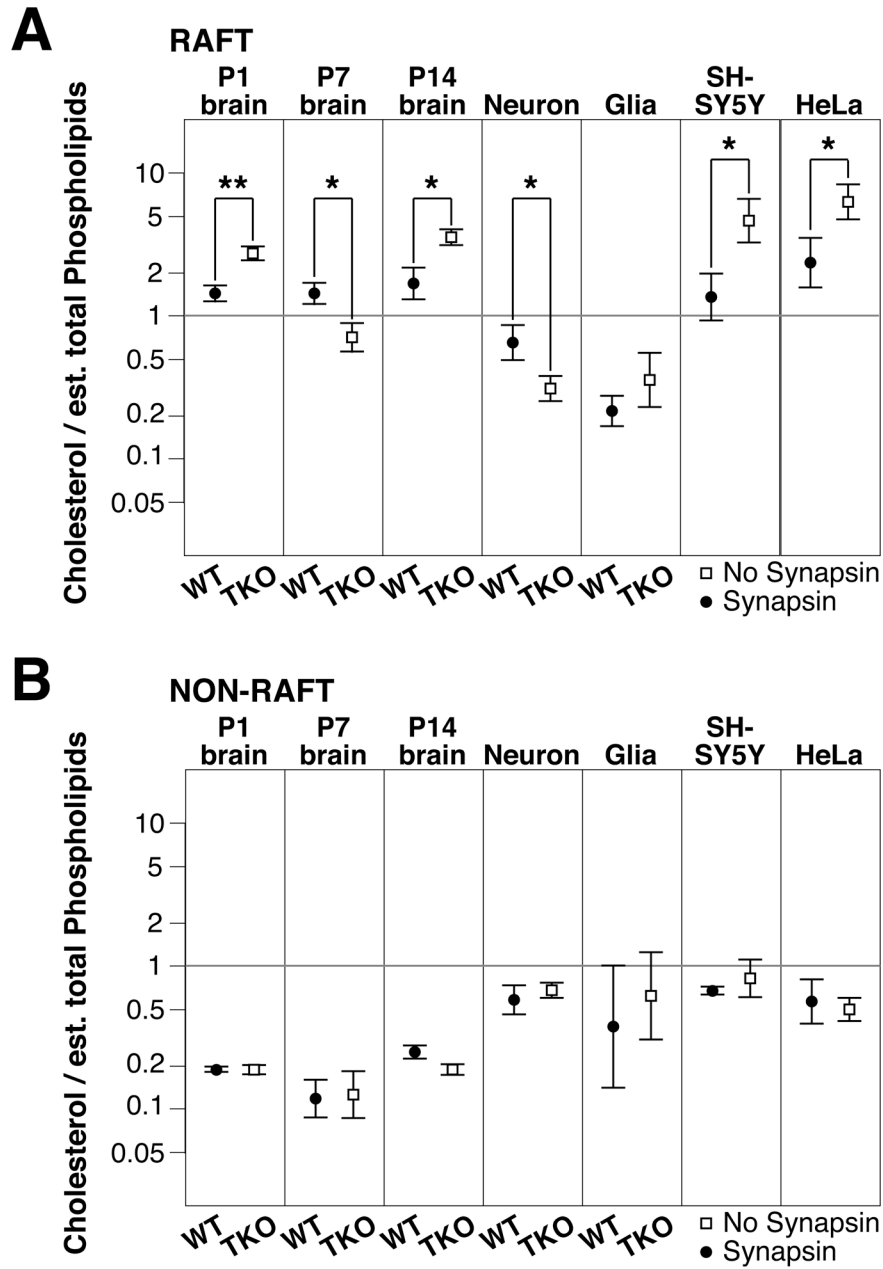 A
RAFT
P1 brain
P7 brain
P14 brain
Neuron
Glia
SH-SY5Y
HeLa
Cholesterol / est. total Phospholipids
10
5
2
1
0.5
0.2
0.1
0.05
**
*
*
*
*
*
WT TKO WT TKO WT TKO WT TKO WT TKO
No Synapsin
Synapsin
B
NON-RAFT
P1 brain
P7 brain
P14 brain
Neuron
Glia
SH-SY5Y
HeLa
Cholesterol / est. total Phospholipids
10
5
2
1
0.5
0.2
0.1
0.05
WT TKO WT TKO WT TKO WT TKO WT TKO
No Synapsin
Synapsin